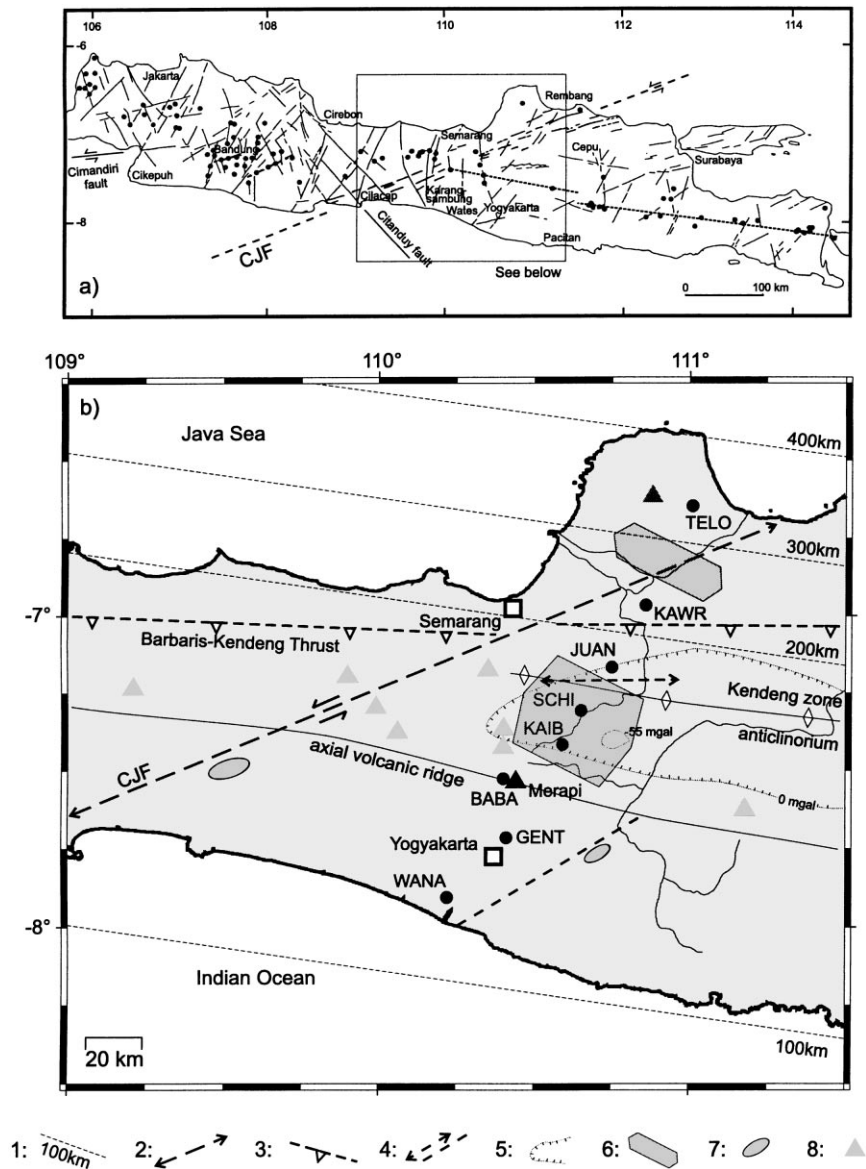 106 108 110 112 114
-6
Jakarta
Rembang
Cirebon
Semarang
Bandung
Cepu
Surabaya
Cimandiri
fault
Cikepuh
Cilacap
Karang-
sambung
Wates
Yogyakarta
-8
CJF
Citanduy fault
Pacitan
See below
a)
0 100 km
109° 110° 111°
b)
Java Sea
400km
TELO
300km
-7°
Semarang
KAWR
200km
Barbaris-Kendeng Thrust
JUAN
Kendeng zone
SCHI
KAIB
-55 mgal
anticlinorium
axial volcanic ridge
CJF
0 mgal
BABA
Merapi
GENT
Yogyakarta
WANA
-8°
Indian Ocean
100km
20 km
1: 100km 2: 3: 4: 5: 6: 7: 8: